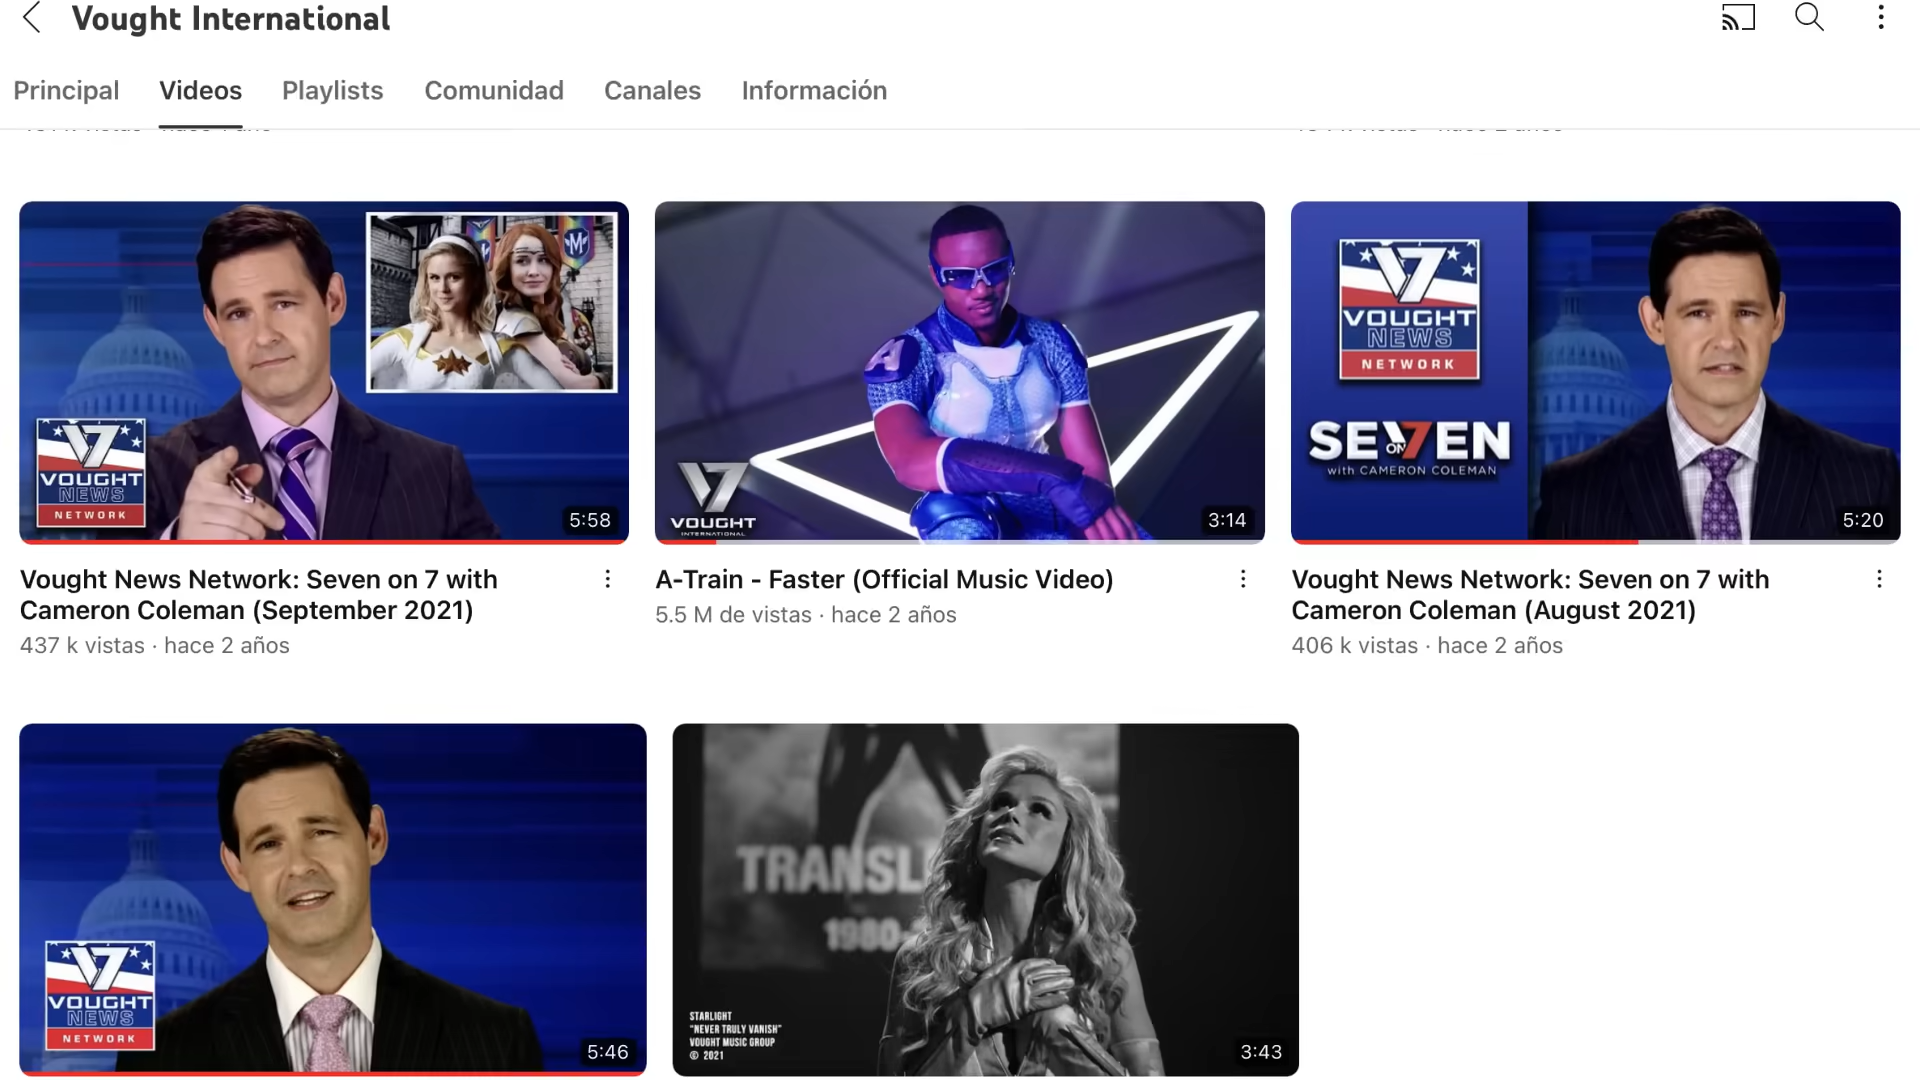 Vought International
Principal
Videos
Playlists
Comunidad
Canales
Información
VOUGHT
NEWS
NETWORK
5:58
A
VOUGHT
INTERNATIONAL
3:14
VOUGHT
NEWS
NETWORK
SEVEN
ON 7
with CAMERON COLEMAN
5:20
Vought News Network: Seven on 7 with
Cameron Coleman (September 2021)
437 k vistas · hace 2 años
A-Train - Faster (Official Music Video)
5.5 M de vistas · hace 2 años
Vought News Network: Seven on 7 with
Cameron Coleman (August 2021)
406 k vistas · hace 2 años
VOUGHT
NEWS
NETWORK
5:46
TRANSL
1980-
STARLIGHT
"NEVER TRULY VANISH"
VOUGHT MUSIC GROUP
© 2021
3:43